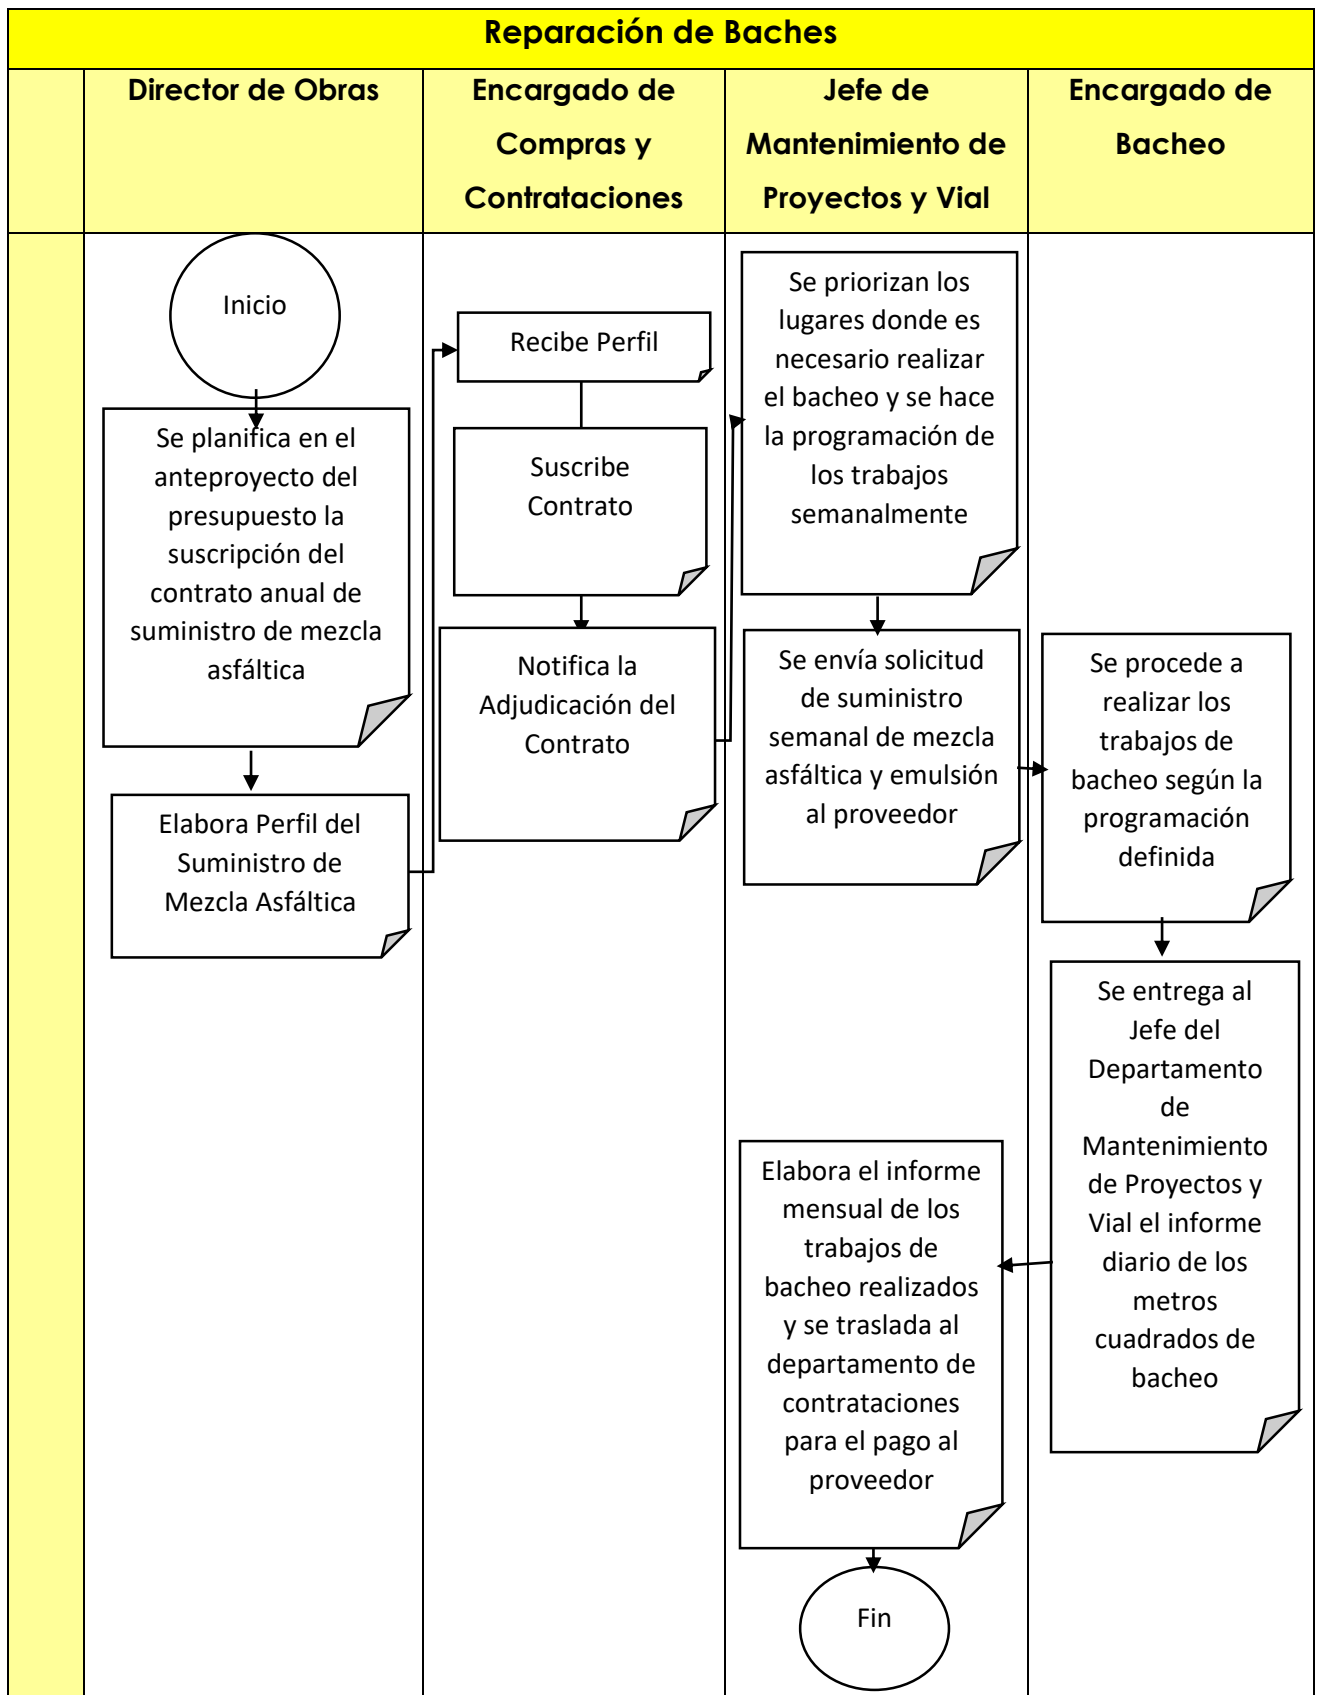 Reparación de Baches
Director de Obras
Encargado de
Compras y
Contrataciones
Jefe de
Mantenimiento de
Proyectos y Vial
Encargado de
Bacheo
Inicio
Se planifica en el
anteproyecto del
presupuesto la
suscripción del
contrato anual de
suministro de mezcla
asfáltica
Elabora Perfil del
Suministro de
Mezcla Asfáltica
Recibe Perfil
Suscribe
Contrato
Notifica la
Adjudicación del
Contrato
Se priorizan los
lugares donde es
necesario realizar
el bacheo y se hace
la programación de
los trabajos
semanalmente
Se envía solicitud
de suministro
semanal de mezcla
asfáltica y emulsión
al proveedor
Se procede a
realizar los
trabajos de
bacheo según la
programación
definida
Se entrega al
Jefe del
Departamento
de
Mantenimiento
de Proyectos y
Vial el informe
diario de los
metros
cuadrados de
bacheo
Elabora el informe
mensual de los
trabajos de
bacheo realizados
y se traslada al
departamento de
contrataciones
para el pago al
proveedor
Fin